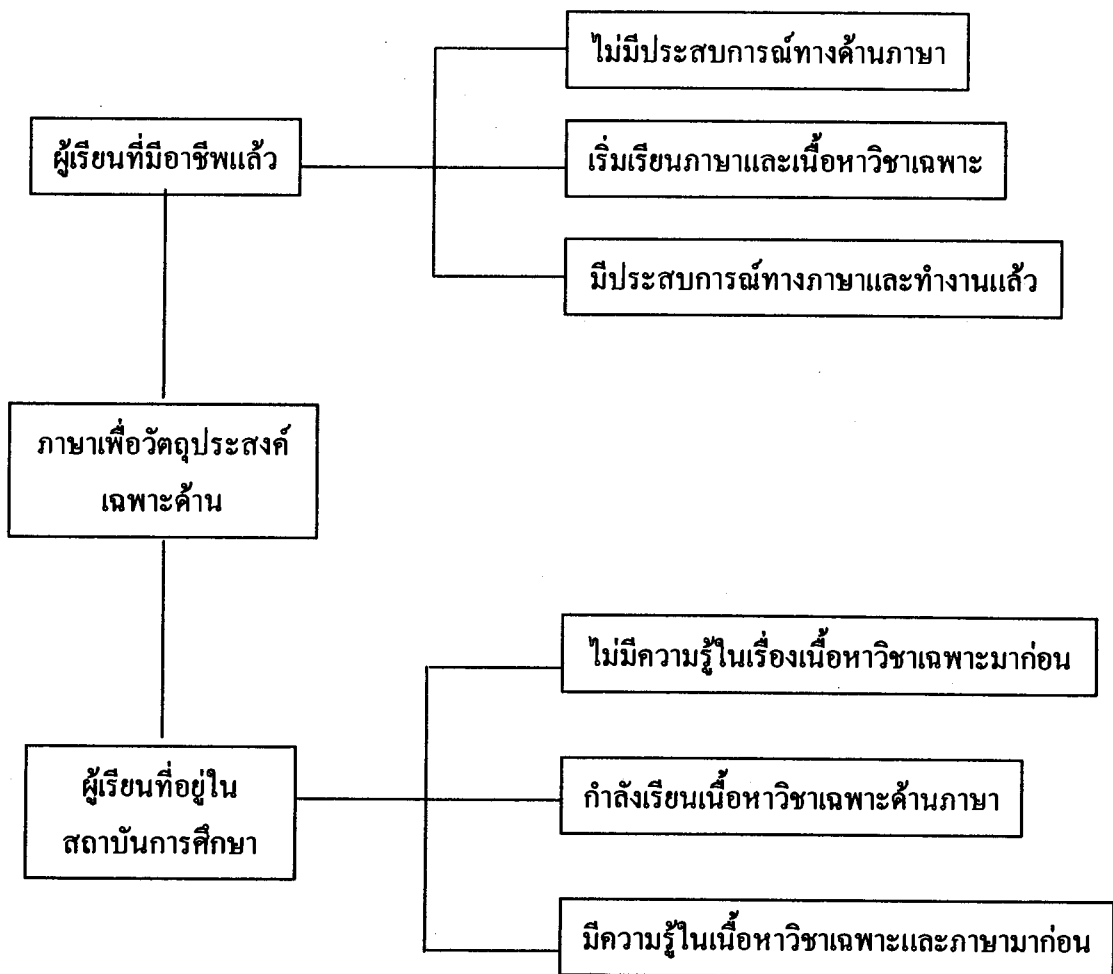 ไม่มีประสบการณ์ทางด้านภาษา
ผู้เรียนที่มีอาชีพแล้ว
เริ่มเรียนภาษาและเนื้อหาวิชาเฉพาะ
มีประสบการณ์ทางภาษาและทำงานแล้ว
ภาษาเพื่อวัตถุประสงค์
เฉพาะด้าน
ไม่มีความรู้ในเรื่องเนื้อหาวิชาเฉพาะมาก่อน
ผู้เรียนที่อยู่ใน
สถาบันการศึกษา
กำลังเรียนเนื้อหาวิชาเฉพาะด้านภาษา
มีความรู้ในเนื้อหาวิชาเฉพาะและภาษามาก่อน